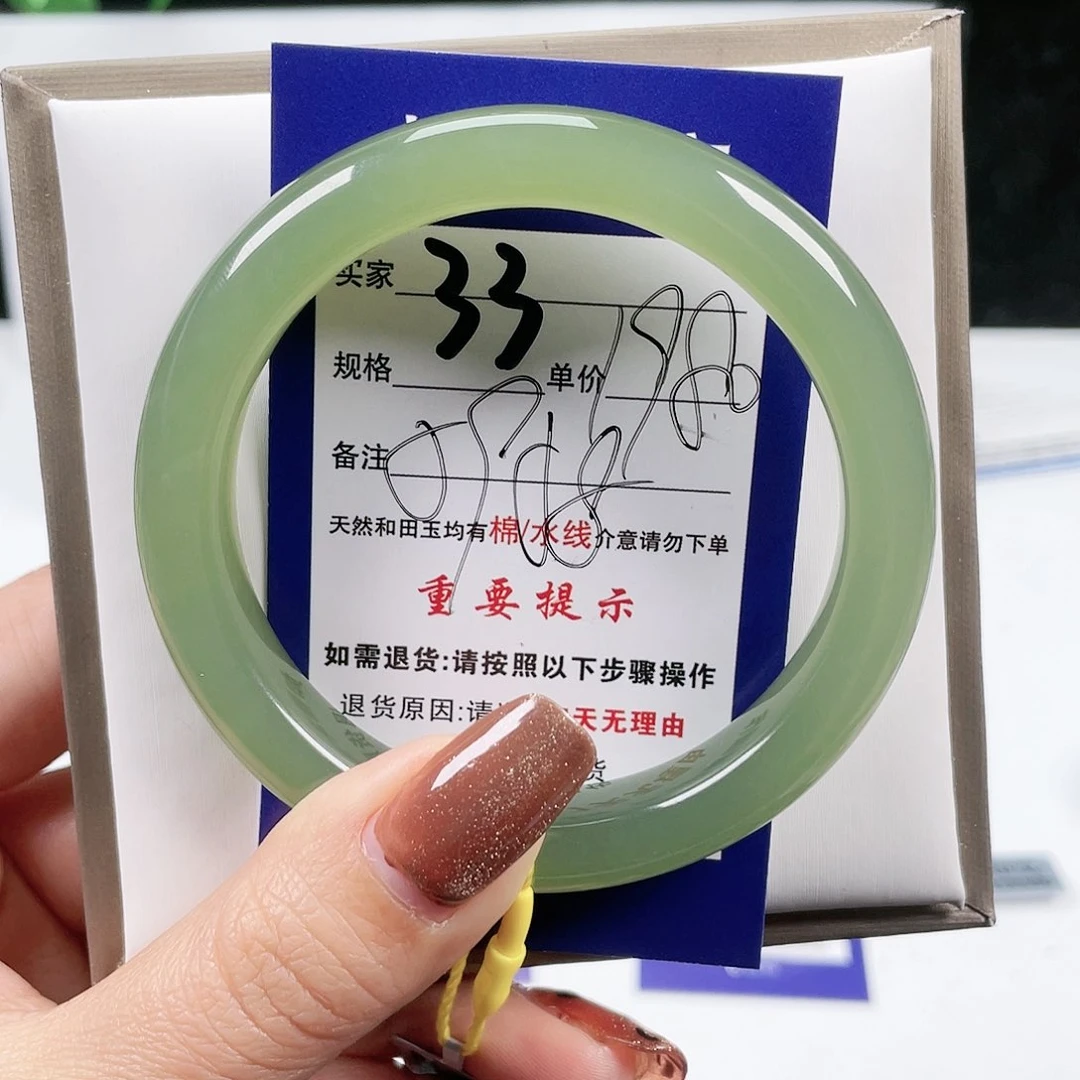 买家 33
规格 单价
备注
天然和田玉均有棉/水线介意请勿下单
重要提示
如需退货:请按照以下步骤操作
退货原因:请 天无理由
货